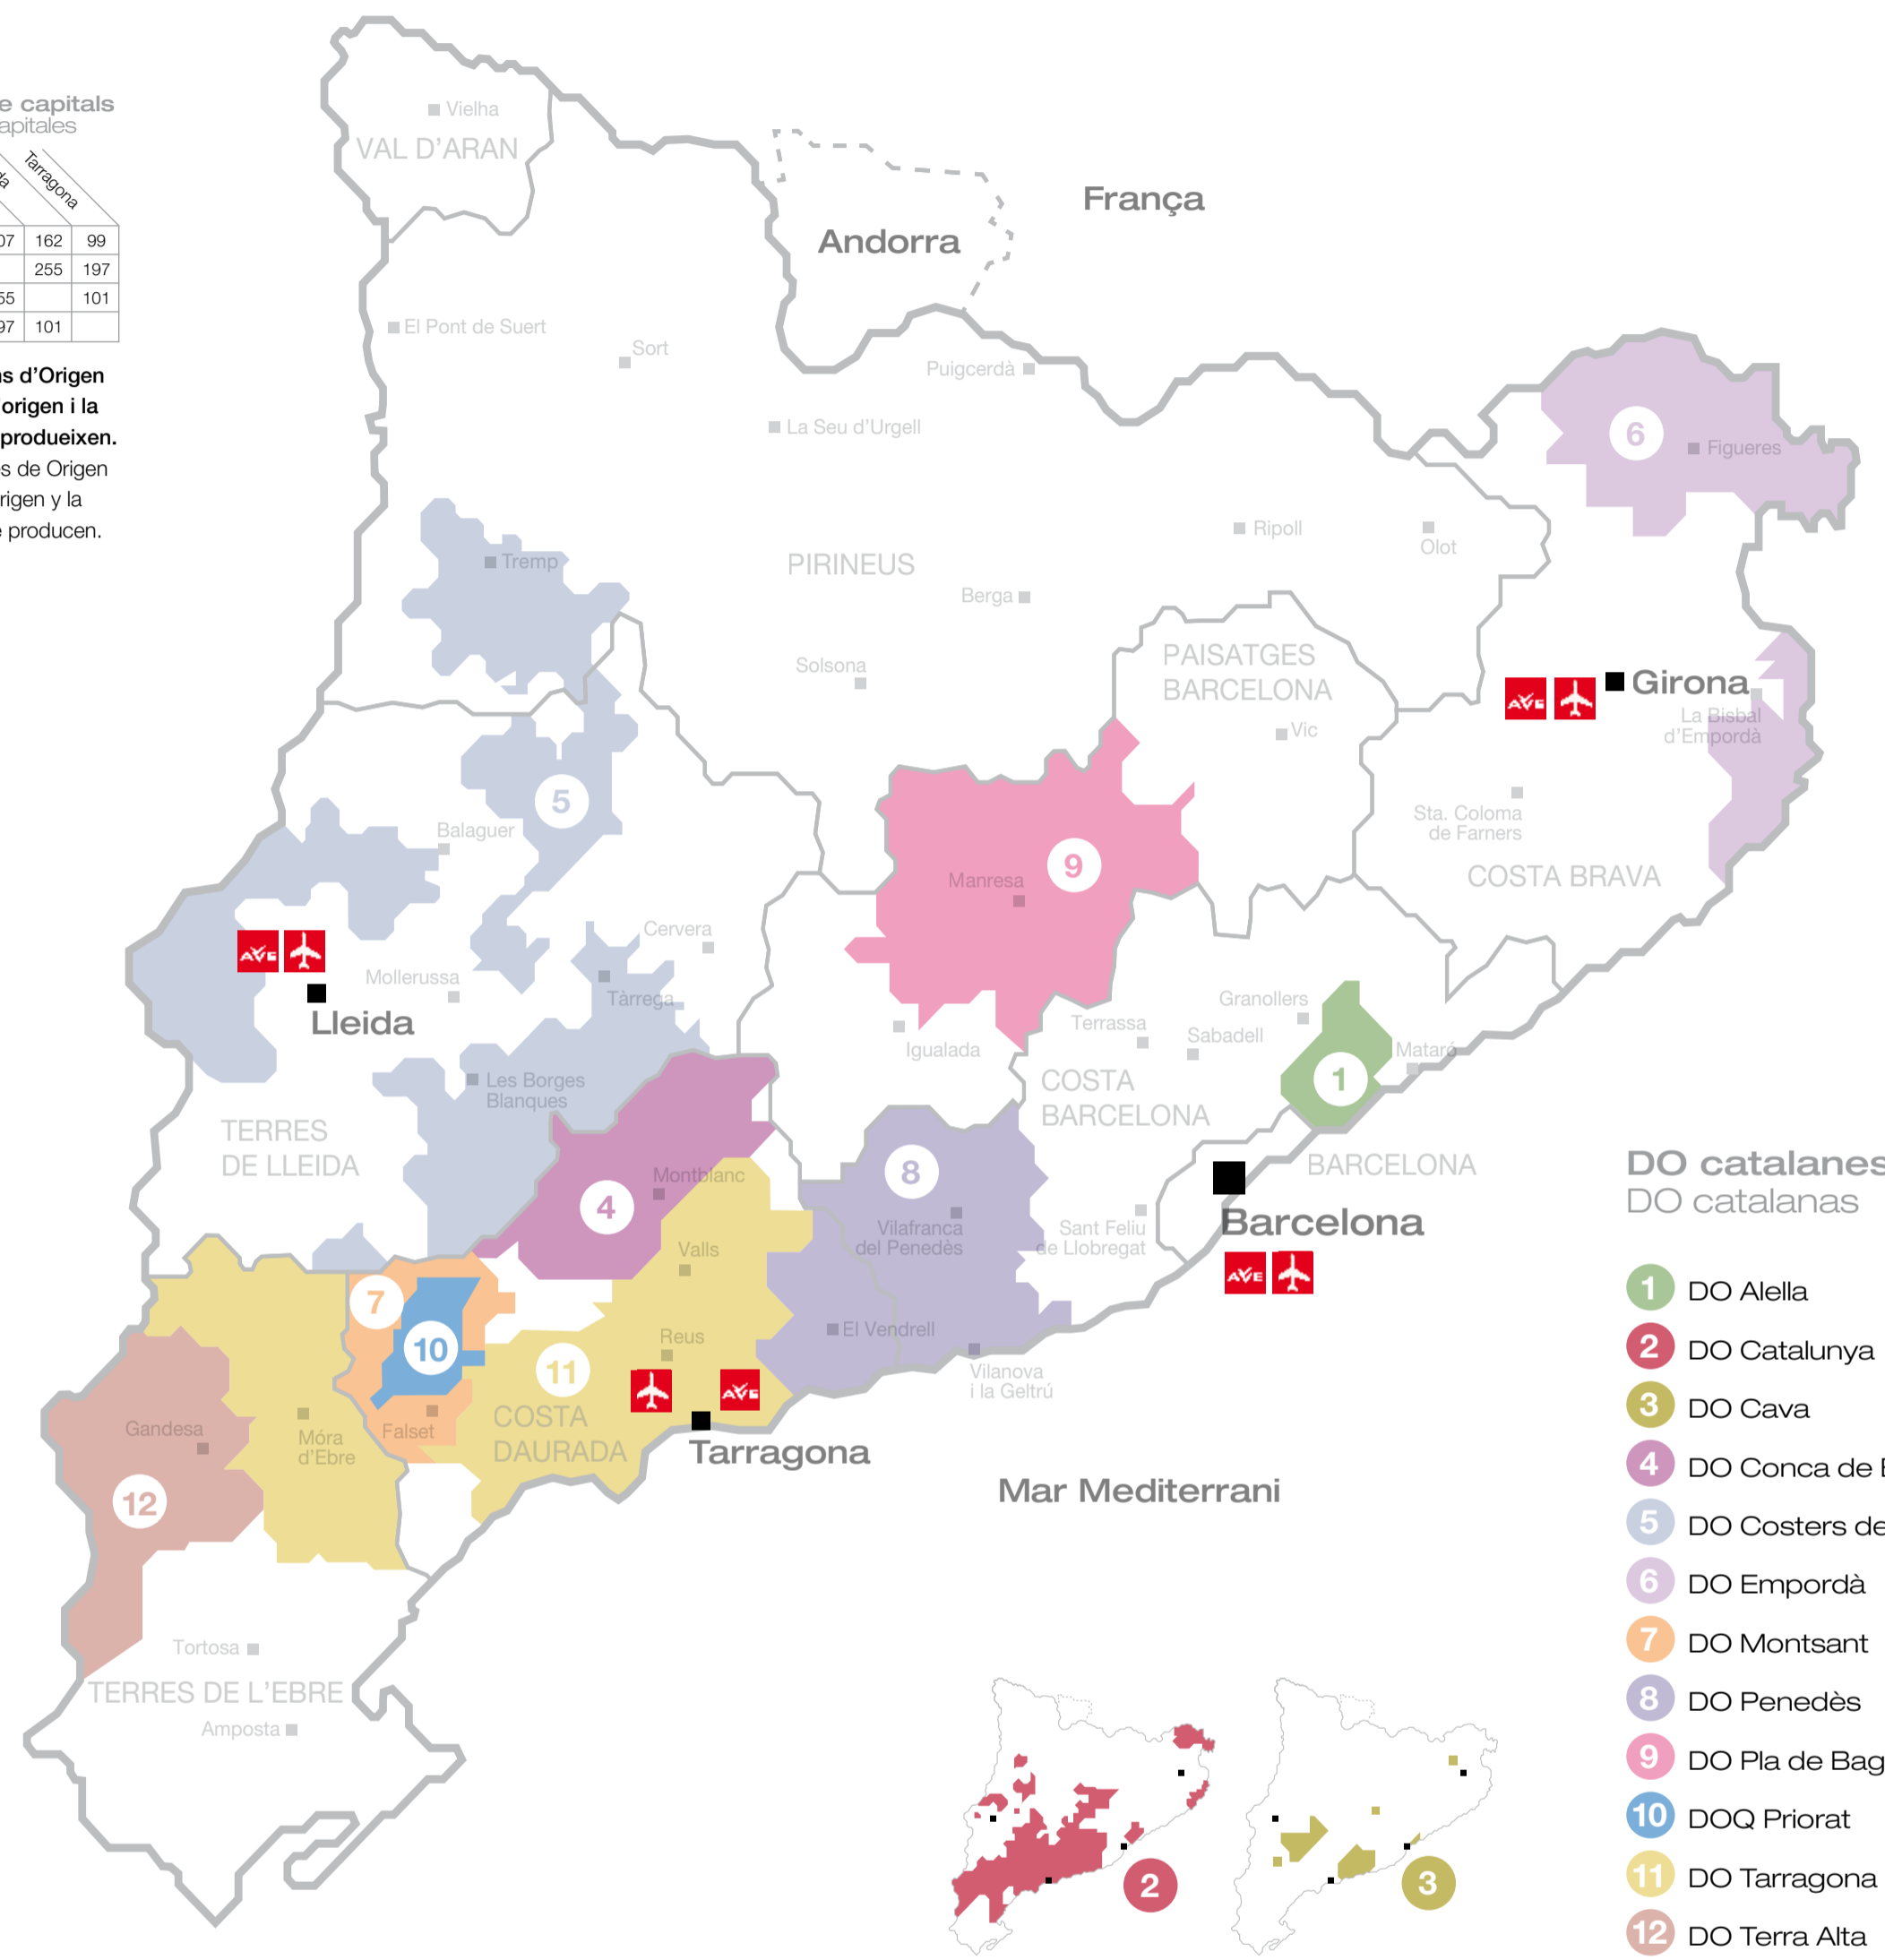 e capitals
apitales
da
Tarragona
07 162 99
255 197
55 101
97 101
ns d'Origen
'origen i la
produeixen.
es de Origen
rigen y la
e producen.
Vielha
VAL D'ARAN
França
Andorra
El Pont de Suert
Sort
Puigcerdà
La Seu d'Urgell
6
Figueres
Ripoll
Olot
Tremp
PIRINEUS
Berga
PAISATGES
BARCELONA
Solsona
Girona
La Bisbal
d'Empordà
Vic
5
Balaguer
Sta. Coloma
de Farners
9
Manresa
COSTA BRAVA
Cervera
AVE
Mollerussa
Tàrrega
Lleida
Granollers
Terrassa
Sabadell
Igualada
Mataró
1
COSTA
BARCELONA
Les Borges
Blanques
TERRES
DE LLEIDA
BARCELONA
8
Montblanc
4
Vilafranca
del Penedès
Sant Feliu
de Llobregat
Barcelona
AVE
AVE
Valls
7
10
El Vendrell
Reus
11
Vilanova
i la Geltrú
AVE
Gandesa
Móra
d'Ebre
Falset
COSTA
DAURADA
Tarragona
12
Mar Mediterrani
Tortosa
TERRES DE L'EBRE
Amposta
2
3
DO catalanes
DO catalanas
1 DO Alella
2 DO Catalunya
3 DO Cava
4 DO Conca de
5 DO Costers de
6 DO Empordà
7 DO Montsant
8 DO Penedès
9 DO Pla de Bag
10 DOQ Priorat
11 DO Tarragona
12 DO Terra Alta